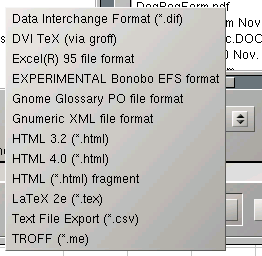 DogRegForm.pdf
Data Interchange Format (*.dif)
DVI TeX (via groff)
Excel(R) 95 file format
EXPERIMENTAL Bonobo EFS format
Gnome Glossary PO file format
Gnumeric XML file format
HTML 3.2 (*.html)
HTML 4.0 (*.html)
HTML (*.html) fragment
LaTeX 2e (*.tex)
Text File Export (*.csv)
TROFF (*.me)
Nov.
.DOC
0 Nov.